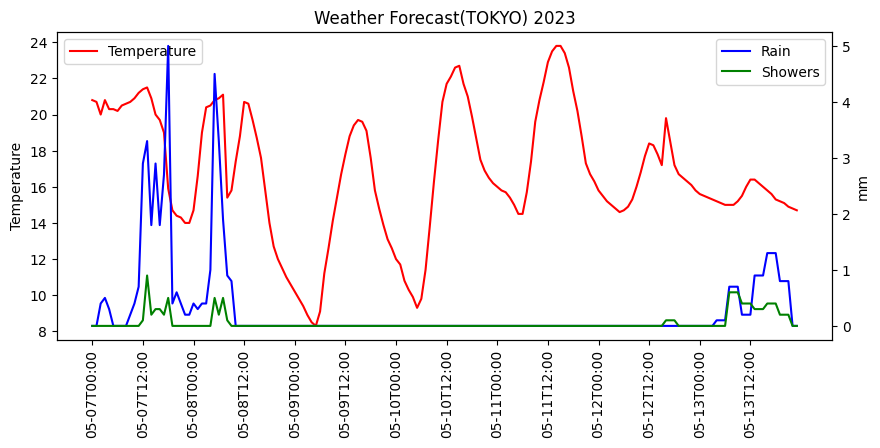 Weather Forecast(TOKYO) 2023
Temperature
Rain
Showers
24
22
20
18
16
14
12
10
8
Temperature
5
4
3
2
1
0
mm
05-07T00:00
05-07T12:00
05-08T00:00
05-08T12:00
05-09T00:00
05-09T12:00
05-10T00:00
05-10T12:00
05-11T00:00
05-11T12:00
05-12T00:00
05-12T12:00
05-13T00:00
05-13T12:00